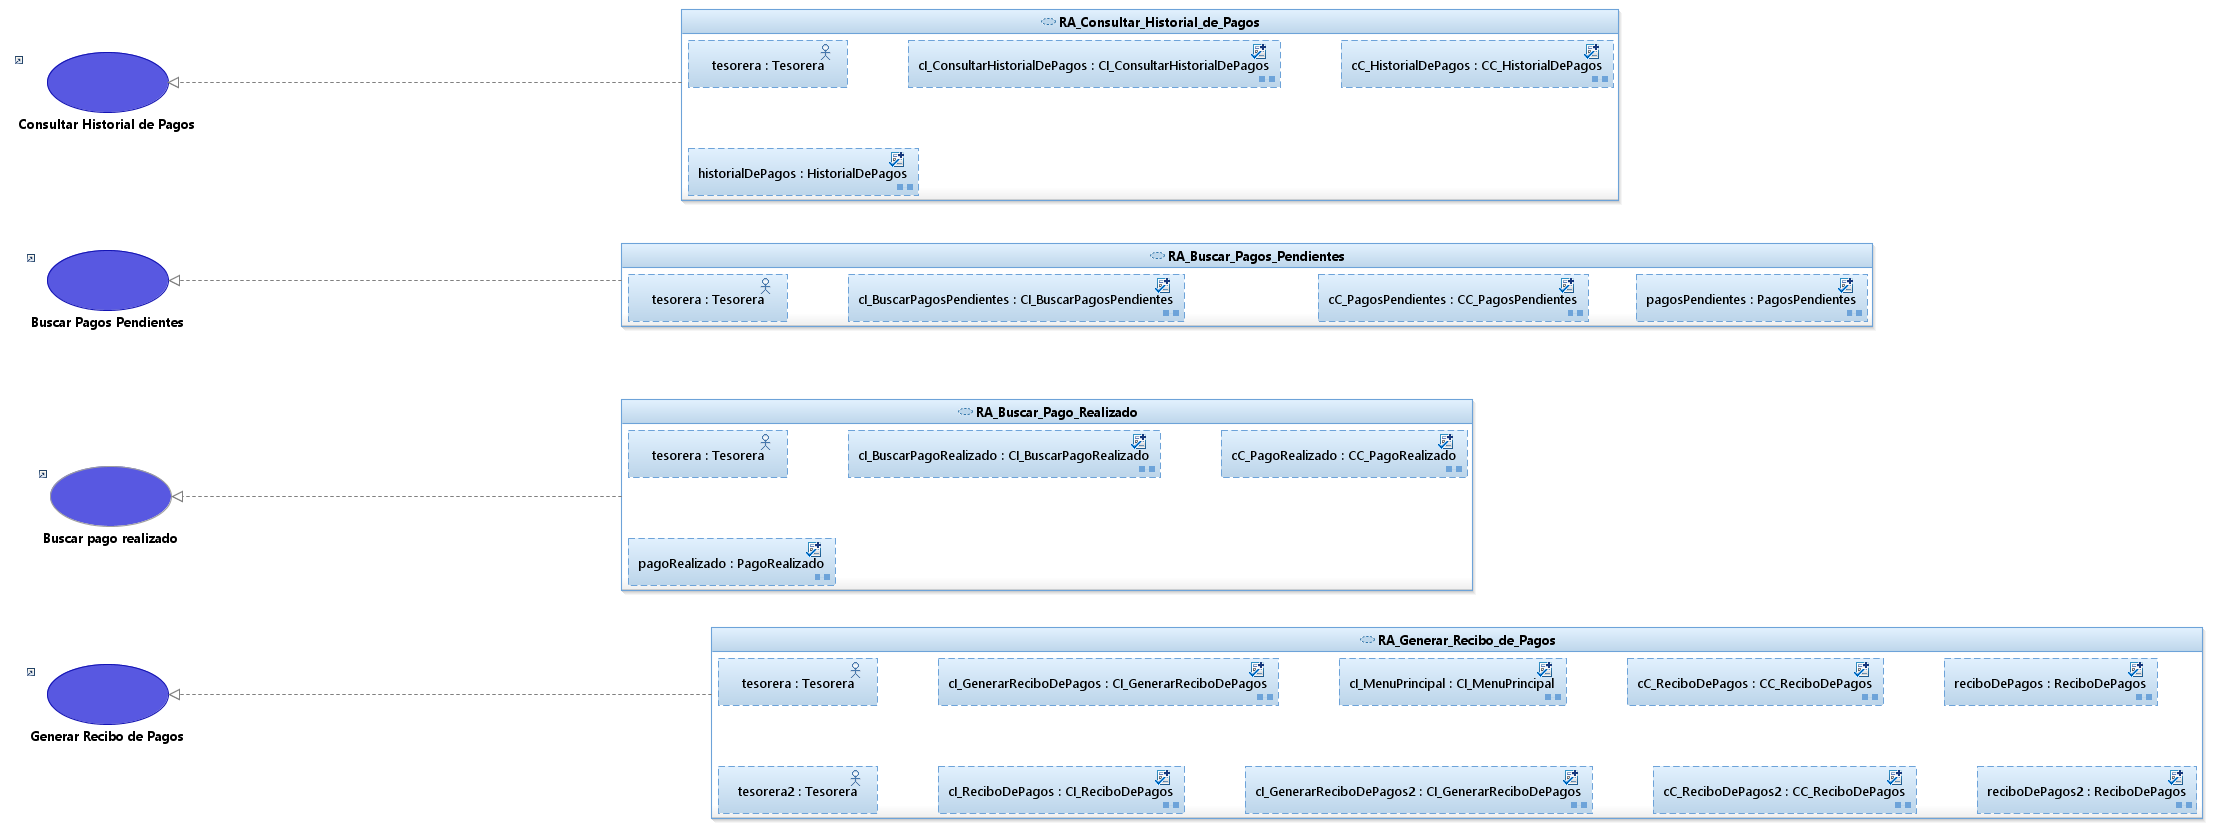 RA_Consultar_Historial_de_Pagos
tesorera : Tesorera
cI_ConsultarHistorialDePagos : CI_ConsultarHistorialDePagos
cC_HistorialDePagos : CC_HistorialDePagos
Consultar Historial de Pagos
historialDePagos : HistorialDePagos
RA_Buscar_Pagos_Pendientes
tesorera : Tesorera
cI_BuscarPagosPendientes : CI_BuscarPagosPendientes
cC_PagosPendientes : CC_PagosPendientes
pagosPendientes : PagosPendientes
Buscar Pagos Pendientes
RA_Buscar_Pago_Realizado
tesorera : Tesorera
cI_BuscarPagoRealizado : CI_BuscarPagoRealizado
cC_PagoRealizado : CC_PagoRealizado
Buscar pago realizado
pagoRealizado : PagoRealizado
RA_Generar_Recibo_de_Pagos
tesorera : Tesorera
cI_GenerarReciboDePagos : CI_GenerarReciboDePagos
cI_MenuPrincipal : CI_MenuPrincipal
cC_ReciboDePagos : CC_ReciboDePagos
reciboDePagos : ReciboDePagos
Generar Recibo de Pagos
tesorera2 : Tesorera
cI_ReciboDePagos : CI_ReciboDePagos
cI_GenerarReciboDePagos2 : CI_GenerarReciboDePagos
cC_ReciboDePagos2 : CC_ReciboDePagos
reciboDePagos2 : ReciboDePagos